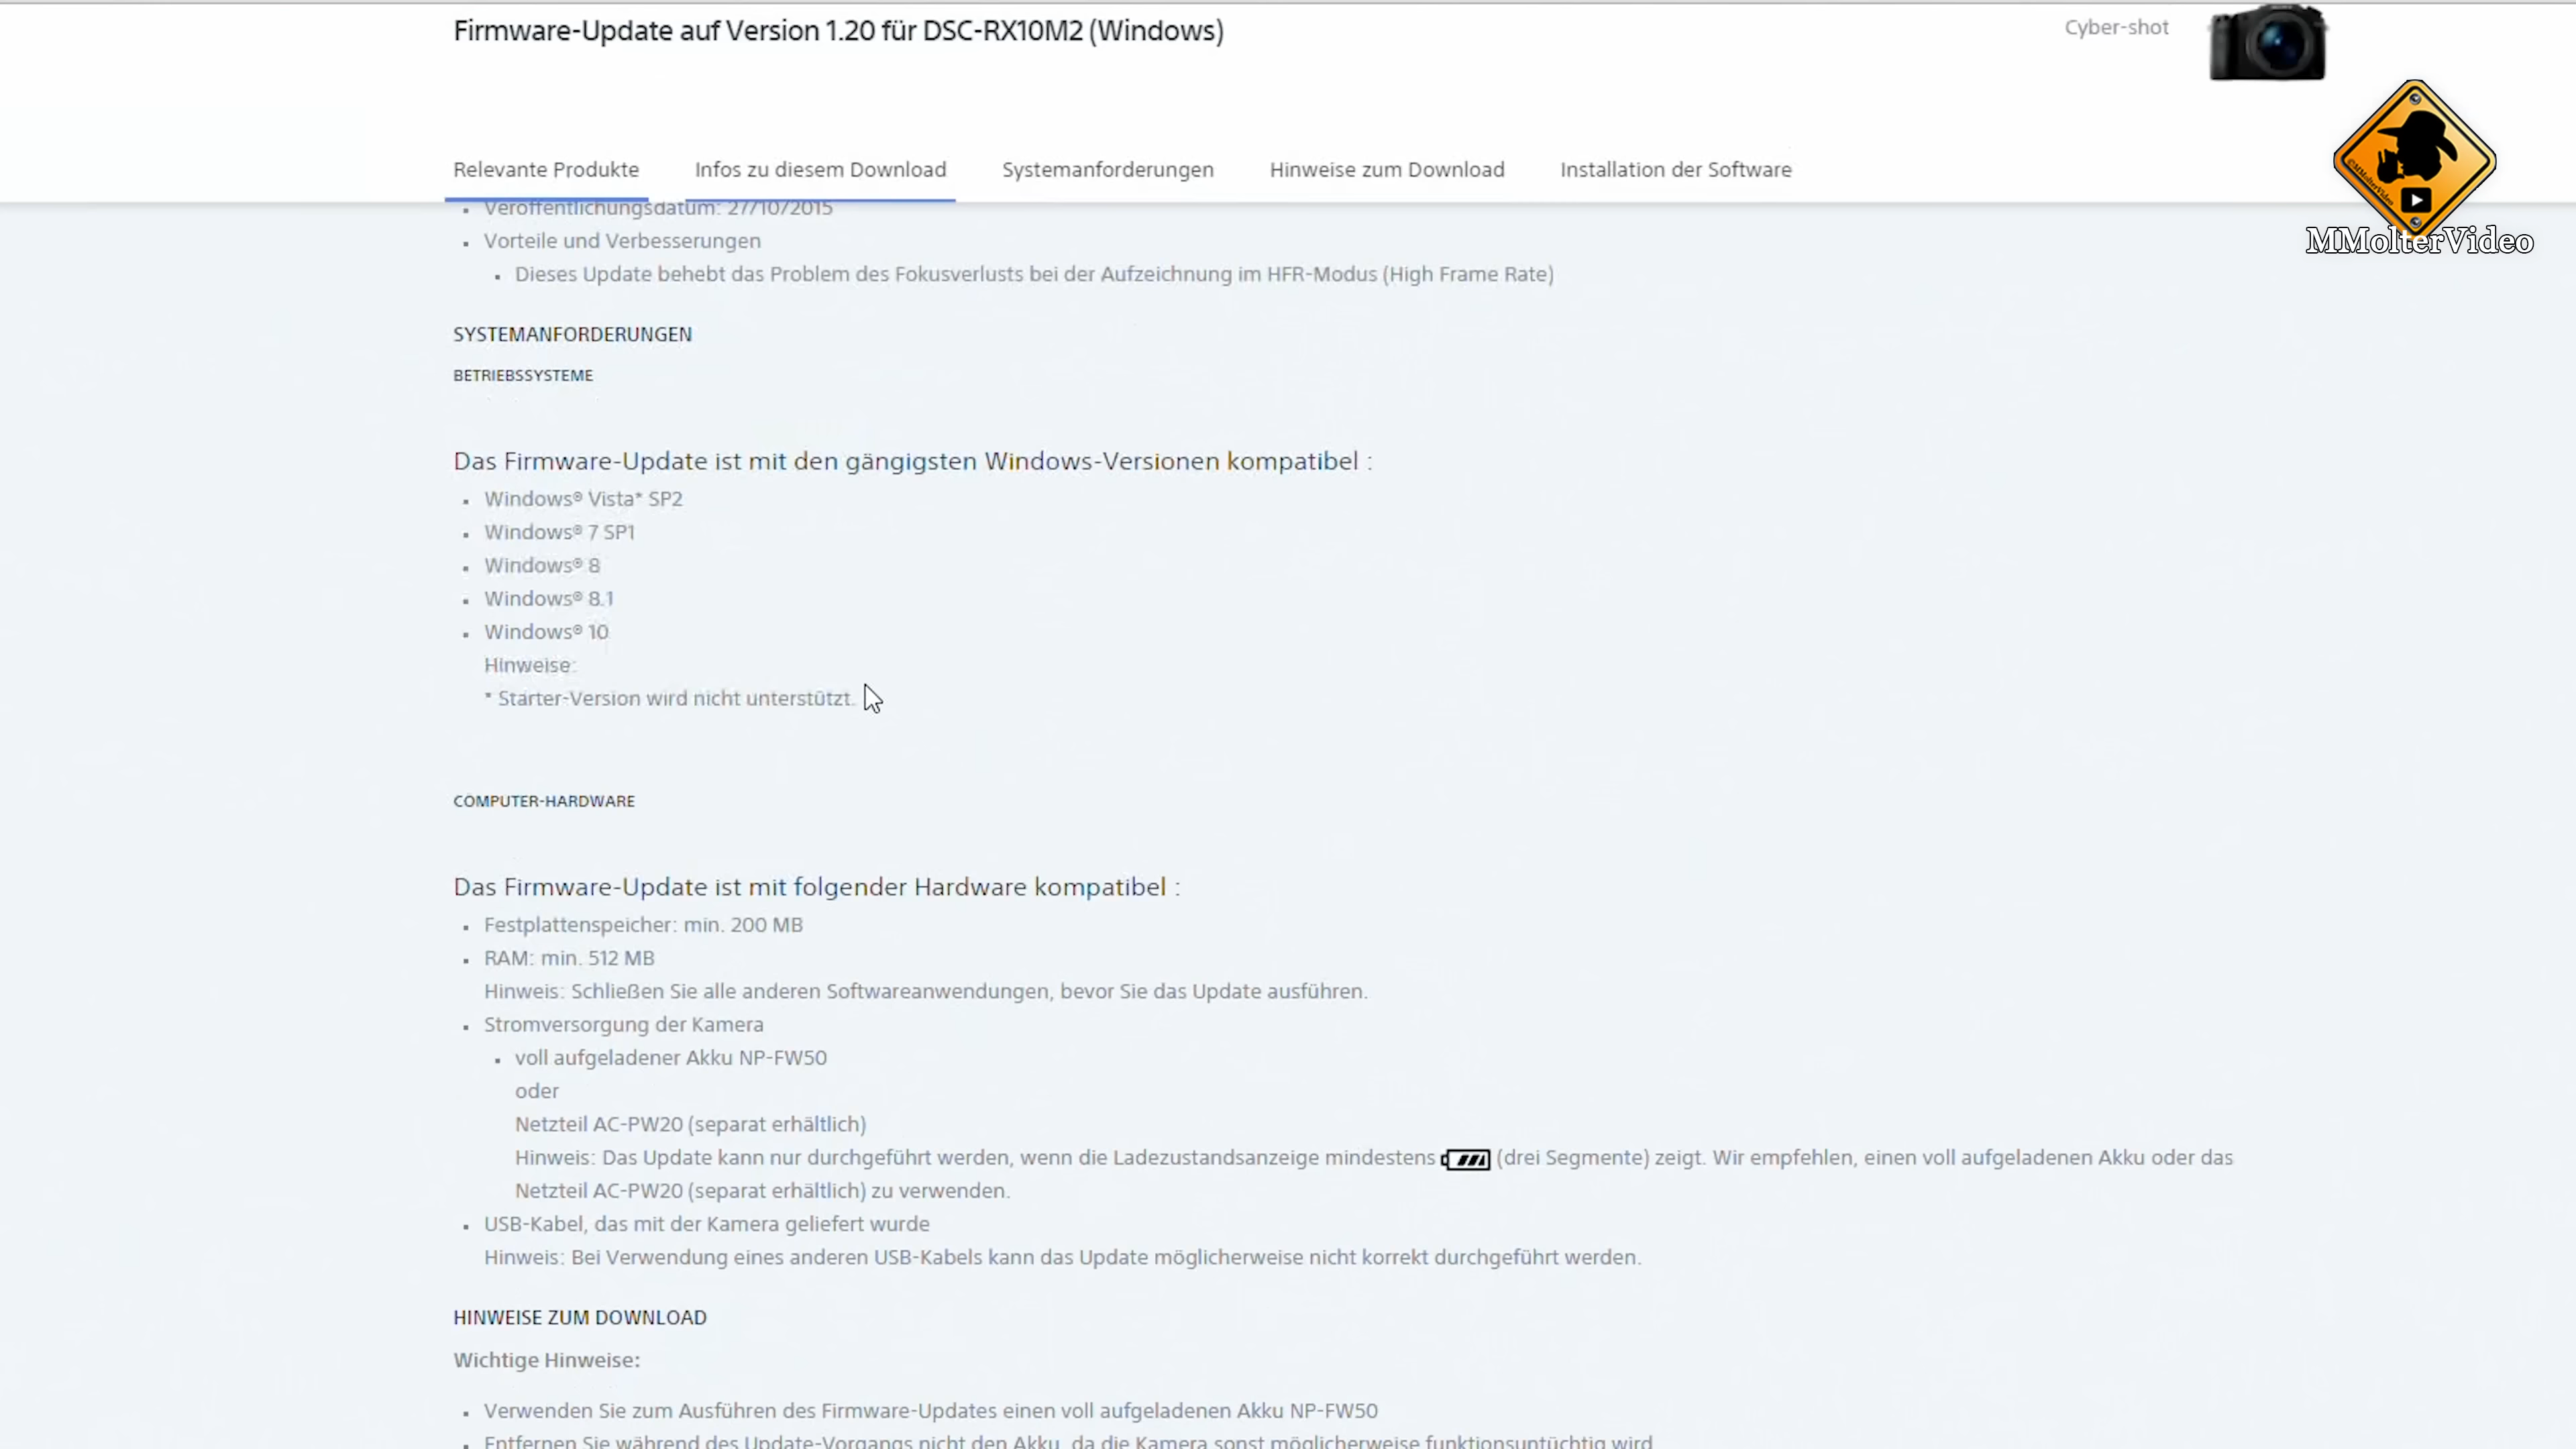 Firmware-Update auf Version 1.20 für DSC-RX10M2 (Windows)
Cyber-shot
MMolterVideo
Relevante Produkte
Infos zu diesem Download
Systemanforderungen
Hinweise zum Download
Installation der Software
Veröffentlichungsdatum: 27/10/2015
Vorteile und Verbesserungen
Dieses Update behebt das Problem des Fokusverlusts bei der Aufzeichnung im HFR-Modus (High Frame Rate)
SYSTEMANFORDERUNGEN
BETRIEBSSYSTEME
Das Firmware-Update ist mit den gängigsten Windows-Versionen kompatibel :
Windows® Vista* SP2
Windows® 7 SP1
Windows® 8
Windows® 8.1
Windows® 10
Hinweise:
* Starter-Version wird nicht unterstützt.
COMPUTER-HARDWARE
Das Firmware-Update ist mit folgender Hardware kompatibel :
Festplattenspeicher: min. 200 MB
RAM: min. 512 MB
Hinweis: Schließen Sie alle anderen Softwareanwendungen, bevor Sie das Update ausführen.
Stromversorgung der Kamera
voll aufgeladener Akku NP-FW50
oder
Netzteil AC-PW20 (separat erhältlich)
Hinweis: Das Update kann nur durchgeführt werden, wenn die Ladezustandsanzeige mindestens (drei Segmente) zeigt. Wir empfehlen, einen voll aufgeladenen Akku oder das
Netzteil AC-PW20 (separat erhältlich) zu verwenden.
USB-Kabel, das mit der Kamera geliefert wurde
Hinweis: Bei Verwendung eines anderen USB-Kabels kann das Update möglicherweise nicht korrekt durchgeführt werden.
HINWEISE ZUM DOWNLOAD
Wichtige Hinweise:
Verwenden Sie zum Ausführen des Firmware-Updates einen voll aufgeladenen Akku NP-FW50
Entfernen Sie während des Update-Vorgangs nicht den Akku, da die Kamera sonst möglicherweise funktionsuntüchtig wird